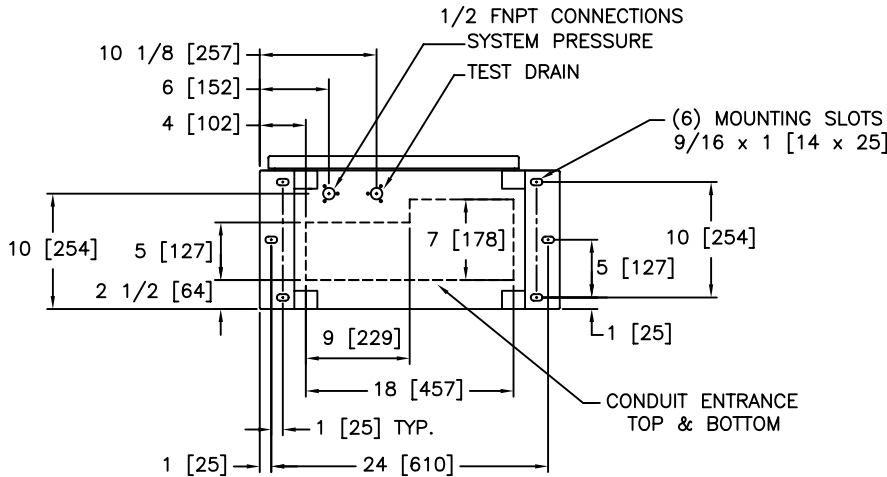 1/2 FNPT CONNECTIONS
SYSTEM PRESSURE
TEST DRAIN
10 1/8 [257]
6 [152]
4 [102]
(6) MOUNTING SLOTS
9/16 x 1 [14 x 25]
10 [254]
5 [127]
2 1/2 [64]
7 [178]
10 [254]
5 [127]
1 [25]
9 [229]
18 [457]
CONDUIT ENTRANCE
TOP & BOTTOM
1 [25] TYP.
1 [25]
24 [610]